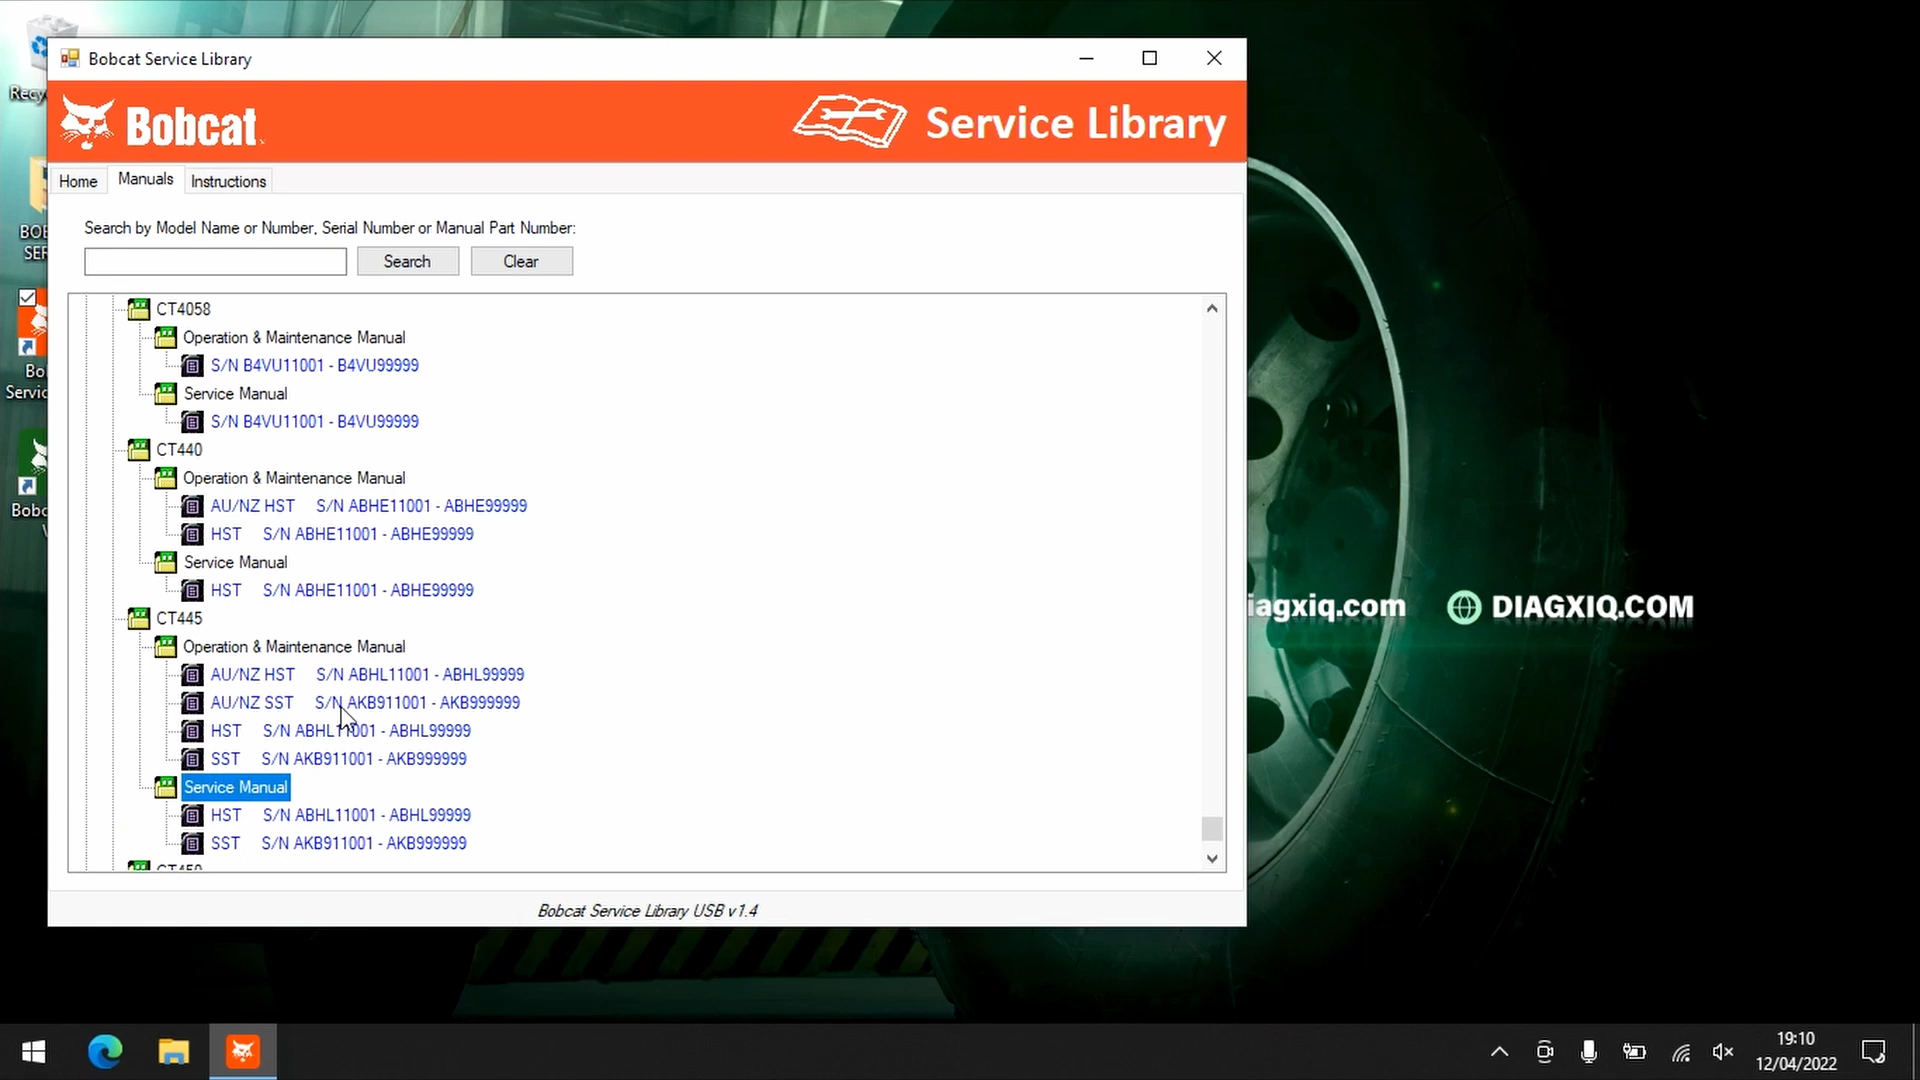 Bobcat Service Library
Bobcat
Service Library
Home
Manuals
Instructions
Search by Model Name or Number, Serial Number or Manual Part Number:
Search
Clear
CT4058
Operation & Maintenance Manual
S/N B4VU11001 - B4VU99999
Service Manual
S/N B4VU11001 - B4VU99999
CT440
Operation & Maintenance Manual
AU/NZ HST S/N ABHE11001 - ABHE99999
HST S/N ABHE11001 - ABHE99999
Service Manual
HST S/N ABHE11001 - ABHE99999
CT445
Operation & Maintenance Manual
AU/NZ HST S/N ABHL11001 - ABHL99999
AU/NZ SST S/N AKB911001 - AKB999999
HST S/N ABHL11001 - ABHL99999
SST S/N AKB911001 - AKB999999
Service Manual
HST S/N ABHL11001 - ABHL99999
SST S/N AKB911001 - AKB999999
CT450
Bobcat Service Library USB v1.4
iagxiq.com
DIAGXIQ.COM
19:10
12/04/2022